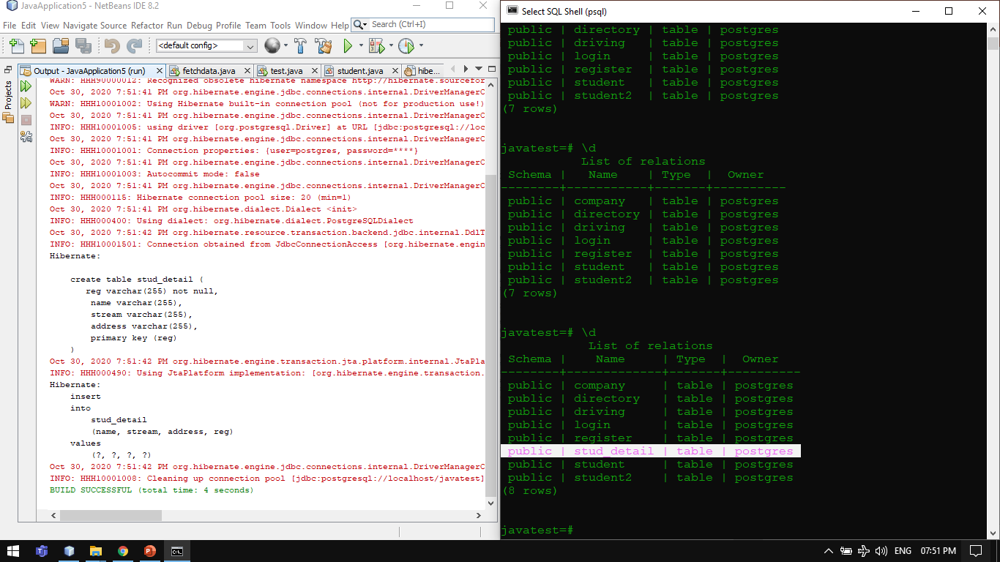 JavaApplication5 - NetBeans IDE 8.2
File Edit View Navigate Source Refactor Run Debug Profile Team Tools Window Help
Search (Ctrl+I)
<default config>
Projects
Output - JavaApplication5 (run) fetchdata.java test.java student.java hibe...
WARN: HHH90000012: Recognized obsolete hibernate namespace http://hibernate.sourcefor
Oct 30, 2020 7:51:41 PM org.hibernate.engine.jdbc.connections.internal.DriverManagerC
WARN: HHH10001002: Using Hibernate built-in connection pool (not for production use!)
Oct 30, 2020 7:51:41 PM org.hibernate.engine.jdbc.connections.internal.DriverManagerC
INFO: HHH10001005: using driver [org.postgresql.Driver] at URL [jdbc:postgresql://loc
Oct 30, 2020 7:51:41 PM org.hibernate.engine.jdbc.connections.internal.DriverManagerC
INFO: HHH10001001: Connection properties: {user=postgres, password=****}
Oct 30, 2020 7:51:41 PM org.hibernate.engine.jdbc.connections.internal.DriverManagerC
INFO: HHH10001003: Autocommit mode: false
Oct 30, 2020 7:51:41 PM org.hibernate.engine.jdbc.connections.internal.DriverManagerC
INFO: HHH000115: Hibernate connection pool size: 20 (min=1)
Oct 30, 2020 7:51:41 PM org.hibernate.dialect.Dialect <init>
INFO: HHH000400: Using dialect: org.hibernate.dialect.PostgreSQLDialect
Oct 30, 2020 7:51:42 PM org.hibernate.resource.transaction.backend.jdbc.internal.DdlT
INFO: HHH10001501: Connection obtained from JdbcConnectionAccess [org.hibernate.engin
Hibernate:
create table stud_detail (
reg varchar(255) not null,
name varchar(255),
stream varchar(255),
address varchar(255),
primary key (reg)
)
Oct 30, 2020 7:51:42 PM org.hibernate.engine.transaction.jta.platform.internal.JtaPla
INFO: HHH000490: Using JtaPlatform implementation: [org.hibernate.engine.transaction.
Hibernate:
insert
into
stud_detail
(name, stream, address, reg)
values
(?, ?, ?, ?)
Oct 30, 2020 7:51:42 PM org.hibernate.engine.jdbc.connections.internal.DriverManagerC
INFO: HHH10001008: Cleaning up connection pool [jdbc:postgresql://localhost/javatest]
BUILD SUCCESSFUL (total time: 4 seconds)
Select SQL Shell (psql)
public | directory | table | postgres
public | driving | table | postgres
public | login | table | postgres
public | register | table | postgres
public | student | table | postgres
public | student2 | table | postgres
(7 rows)
javatest=# \d
List of relations
Schema | Name | Type | Owner
--------+-----------+-------+----------
public | company | table | postgres
public | directory | table | postgres
public | driving | table | postgres
public | login | table | postgres
public | register | table | postgres
public | student | table | postgres
public | student2 | table | postgres
(7 rows)
javatest=# \d
List of relations
Schema | Name | Type | Owner
--------+-------------+-------+----------
public | company | table | postgres
public | directory | table | postgres
public | driving | table | postgres
public | login | table | postgres
public | register | table | postgres
public | stud_detail | table | postgres
public | student | table | postgres
public | student2 | table | postgres
(8 rows)
javatest=#
ENG 07:51 PM